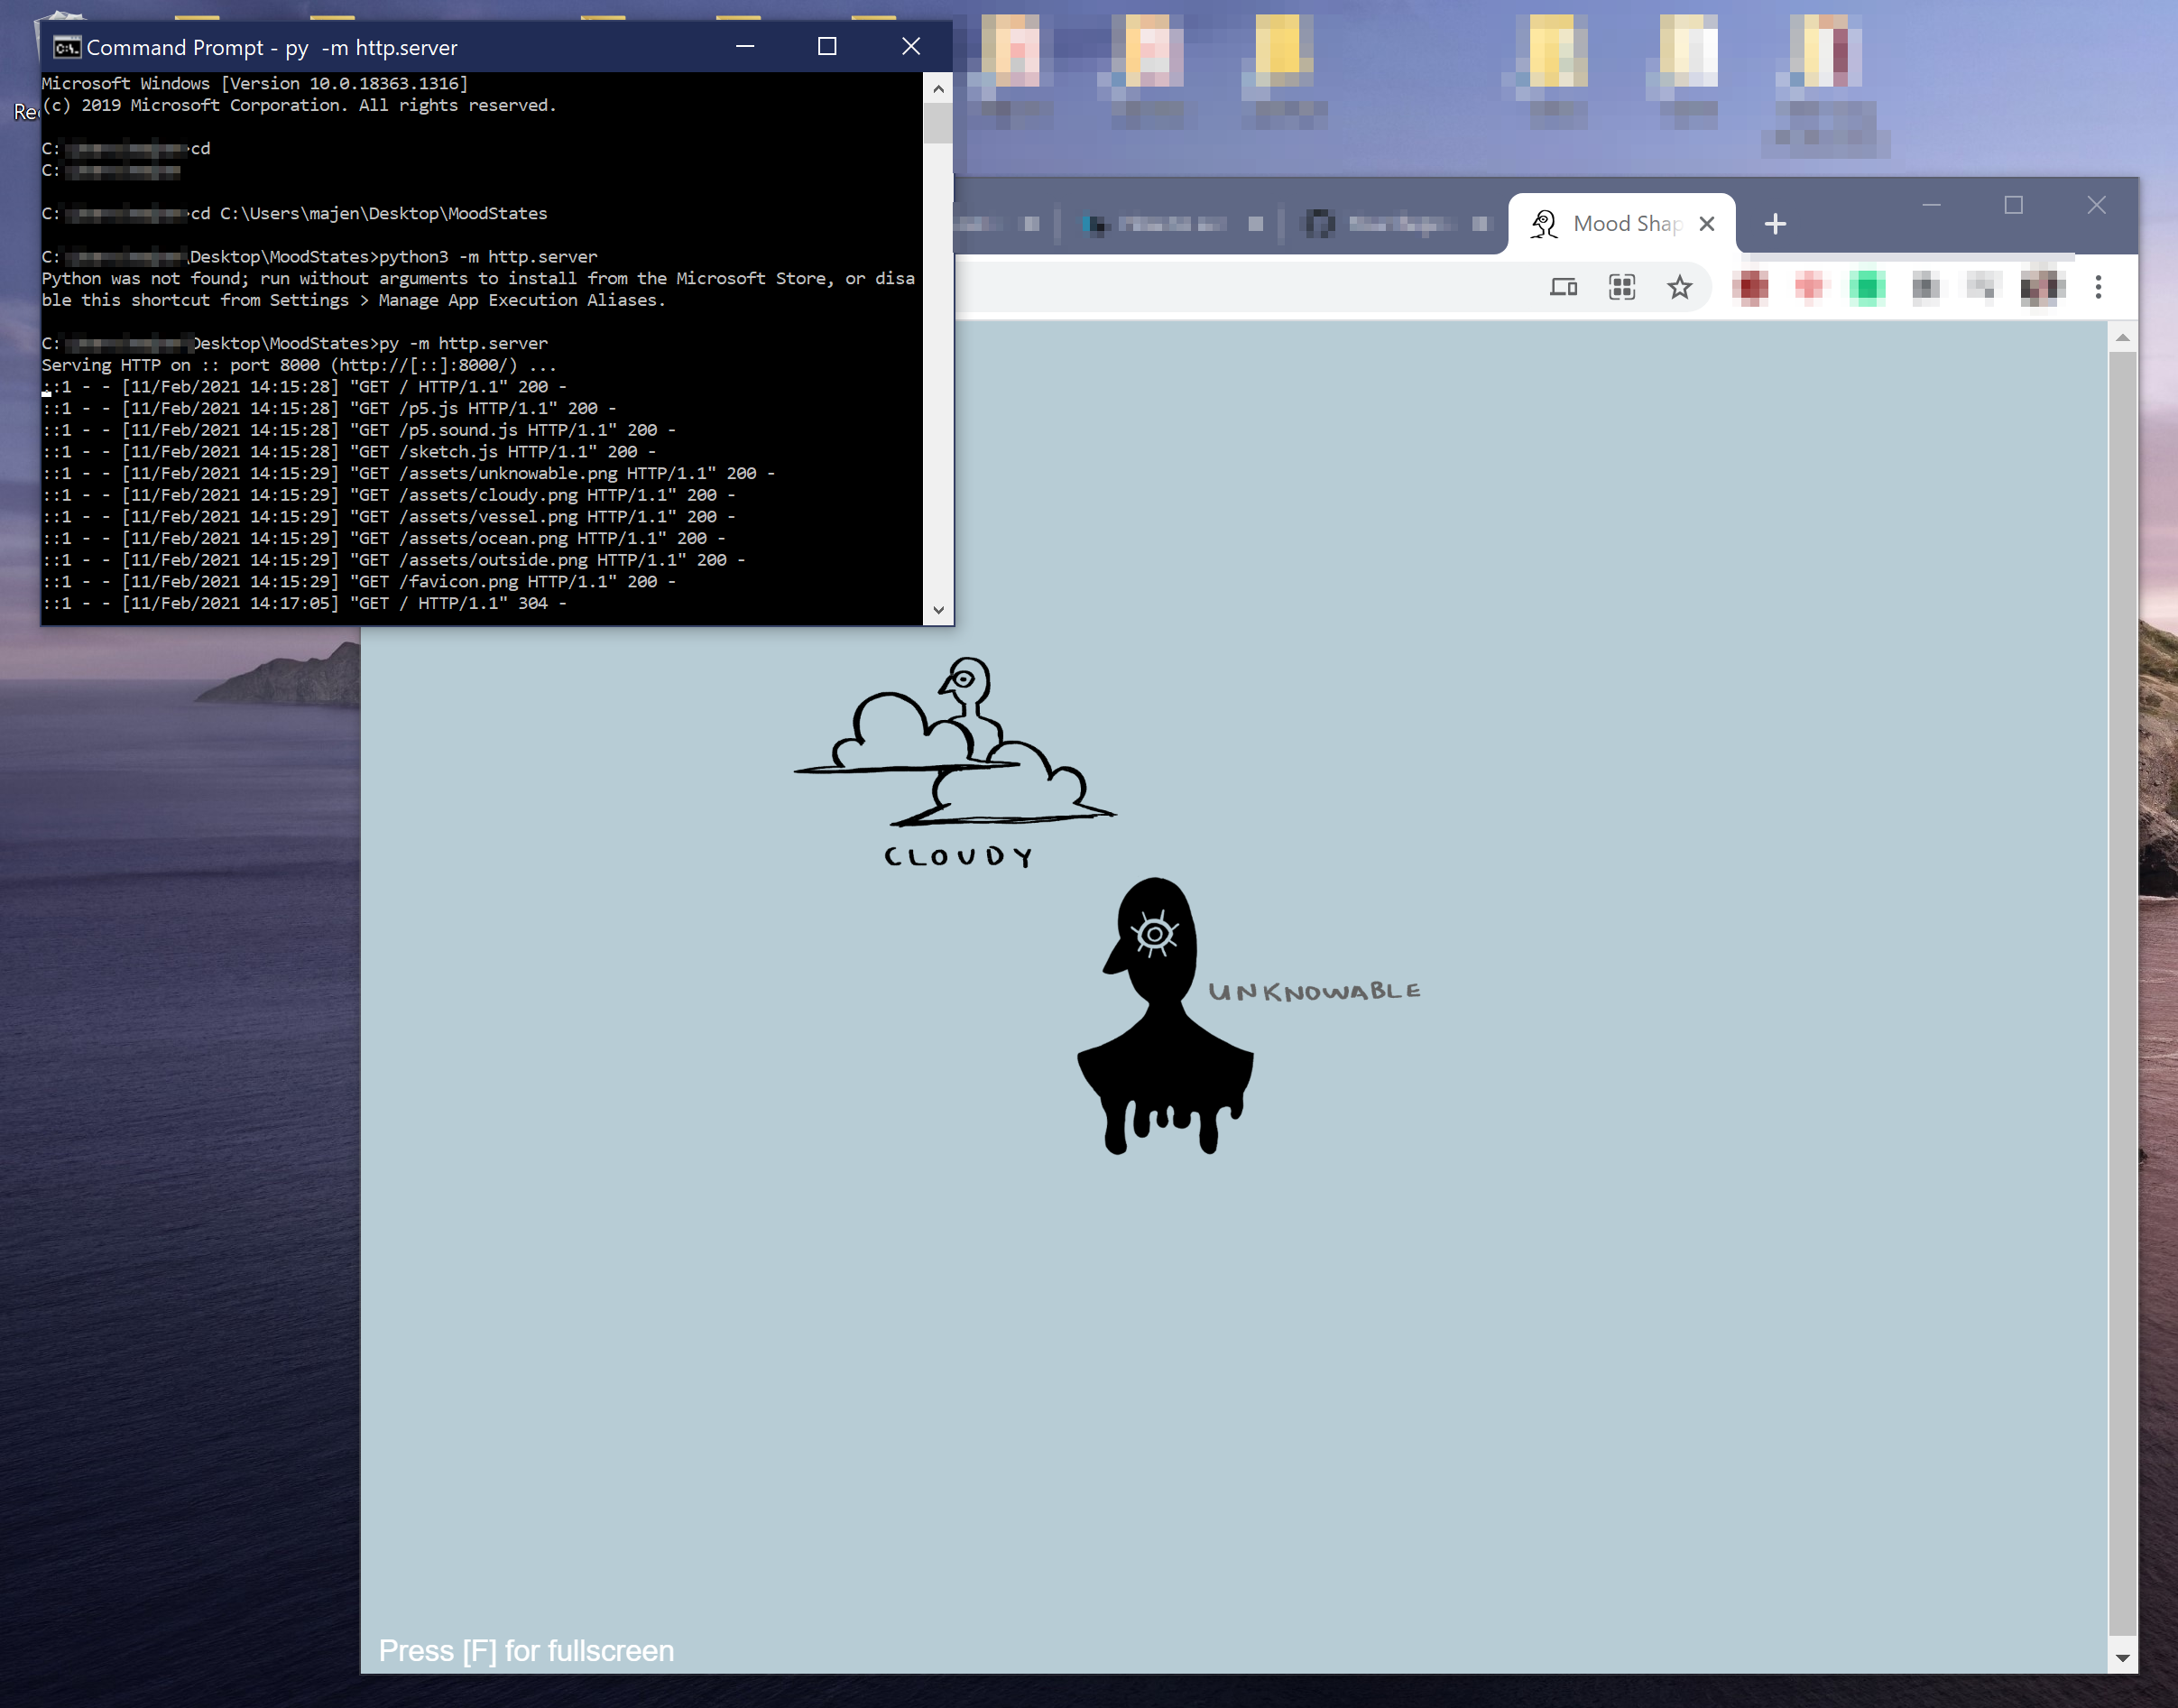 Command Prompt - py  -m http.server
Microsoft Windows [Version 10.0.18363.1316]
(c) 2019 Microsoft Corporation. All rights reserved.
C: cd
C:
C: cd C:\Users\majen\Desktop\MoodStates
C: \Desktop\MoodStates>python3 -m http.server
Python was not found; run without arguments to install from the Microsoft Store, or disa
ble this shortcut from Settings > Manage App Execution Aliases.
C: Desktop\MoodStates>py -m http.server
Serving HTTP on :: port 8000 (http://[::]:8000/) ...
::1 - - [11/Feb/2021 14:15:28] "GET / HTTP/1.1" 200 -
::1 - - [11/Feb/2021 14:15:28] "GET /p5.js HTTP/1.1" 200 -
::1 - - [11/Feb/2021 14:15:28] "GET /p5.sound.js HTTP/1.1" 200 -
::1 - - [11/Feb/2021 14:15:28] "GET /sketch.js HTTP/1.1" 200 -
::1 - - [11/Feb/2021 14:15:29] "GET /assets/unknowable.png HTTP/1.1" 200 -
::1 - - [11/Feb/2021 14:15:29] "GET /assets/cloudy.png HTTP/1.1" 200 -
::1 - - [11/Feb/2021 14:15:29] "GET /assets/vessel.png HTTP/1.1" 200 -
::1 - - [11/Feb/2021 14:15:29] "GET /assets/ocean.png HTTP/1.1" 200 -
::1 - - [11/Feb/2021 14:15:29] "GET /assets/outside.png HTTP/1.1" 200 -
::1 - - [11/Feb/2021 14:15:29] "GET /favicon.png HTTP/1.1" 200 -
::1 - - [11/Feb/2021 14:17:05] "GET / HTTP/1.1" 304 -
Mood Shap
CLOUDY
UNKNOWABLE
Press [F] for fullscreen